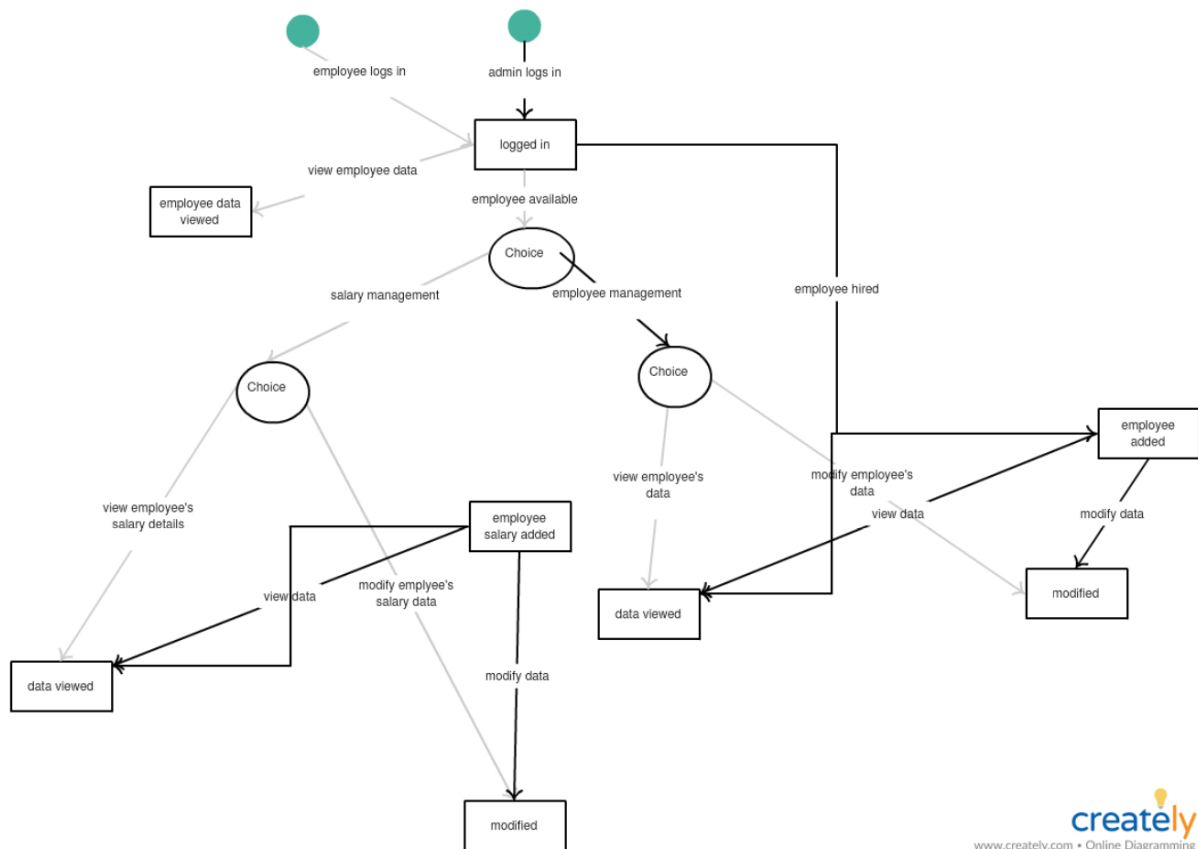 employee logs in
admin logs in
logged in
view employee data
employee available
employee data
viewed
Choice
salary management
employee management
employee hired
Choice
Choice
employee
added
view employee's
data
modify employee's
data
view employee's
salary details
employee
salary added
view data
modify data
modify emplyee's
salary data
view data
data viewed
modified
modify data
data viewed
modified
creately
www.creately.com • Online Diagramming